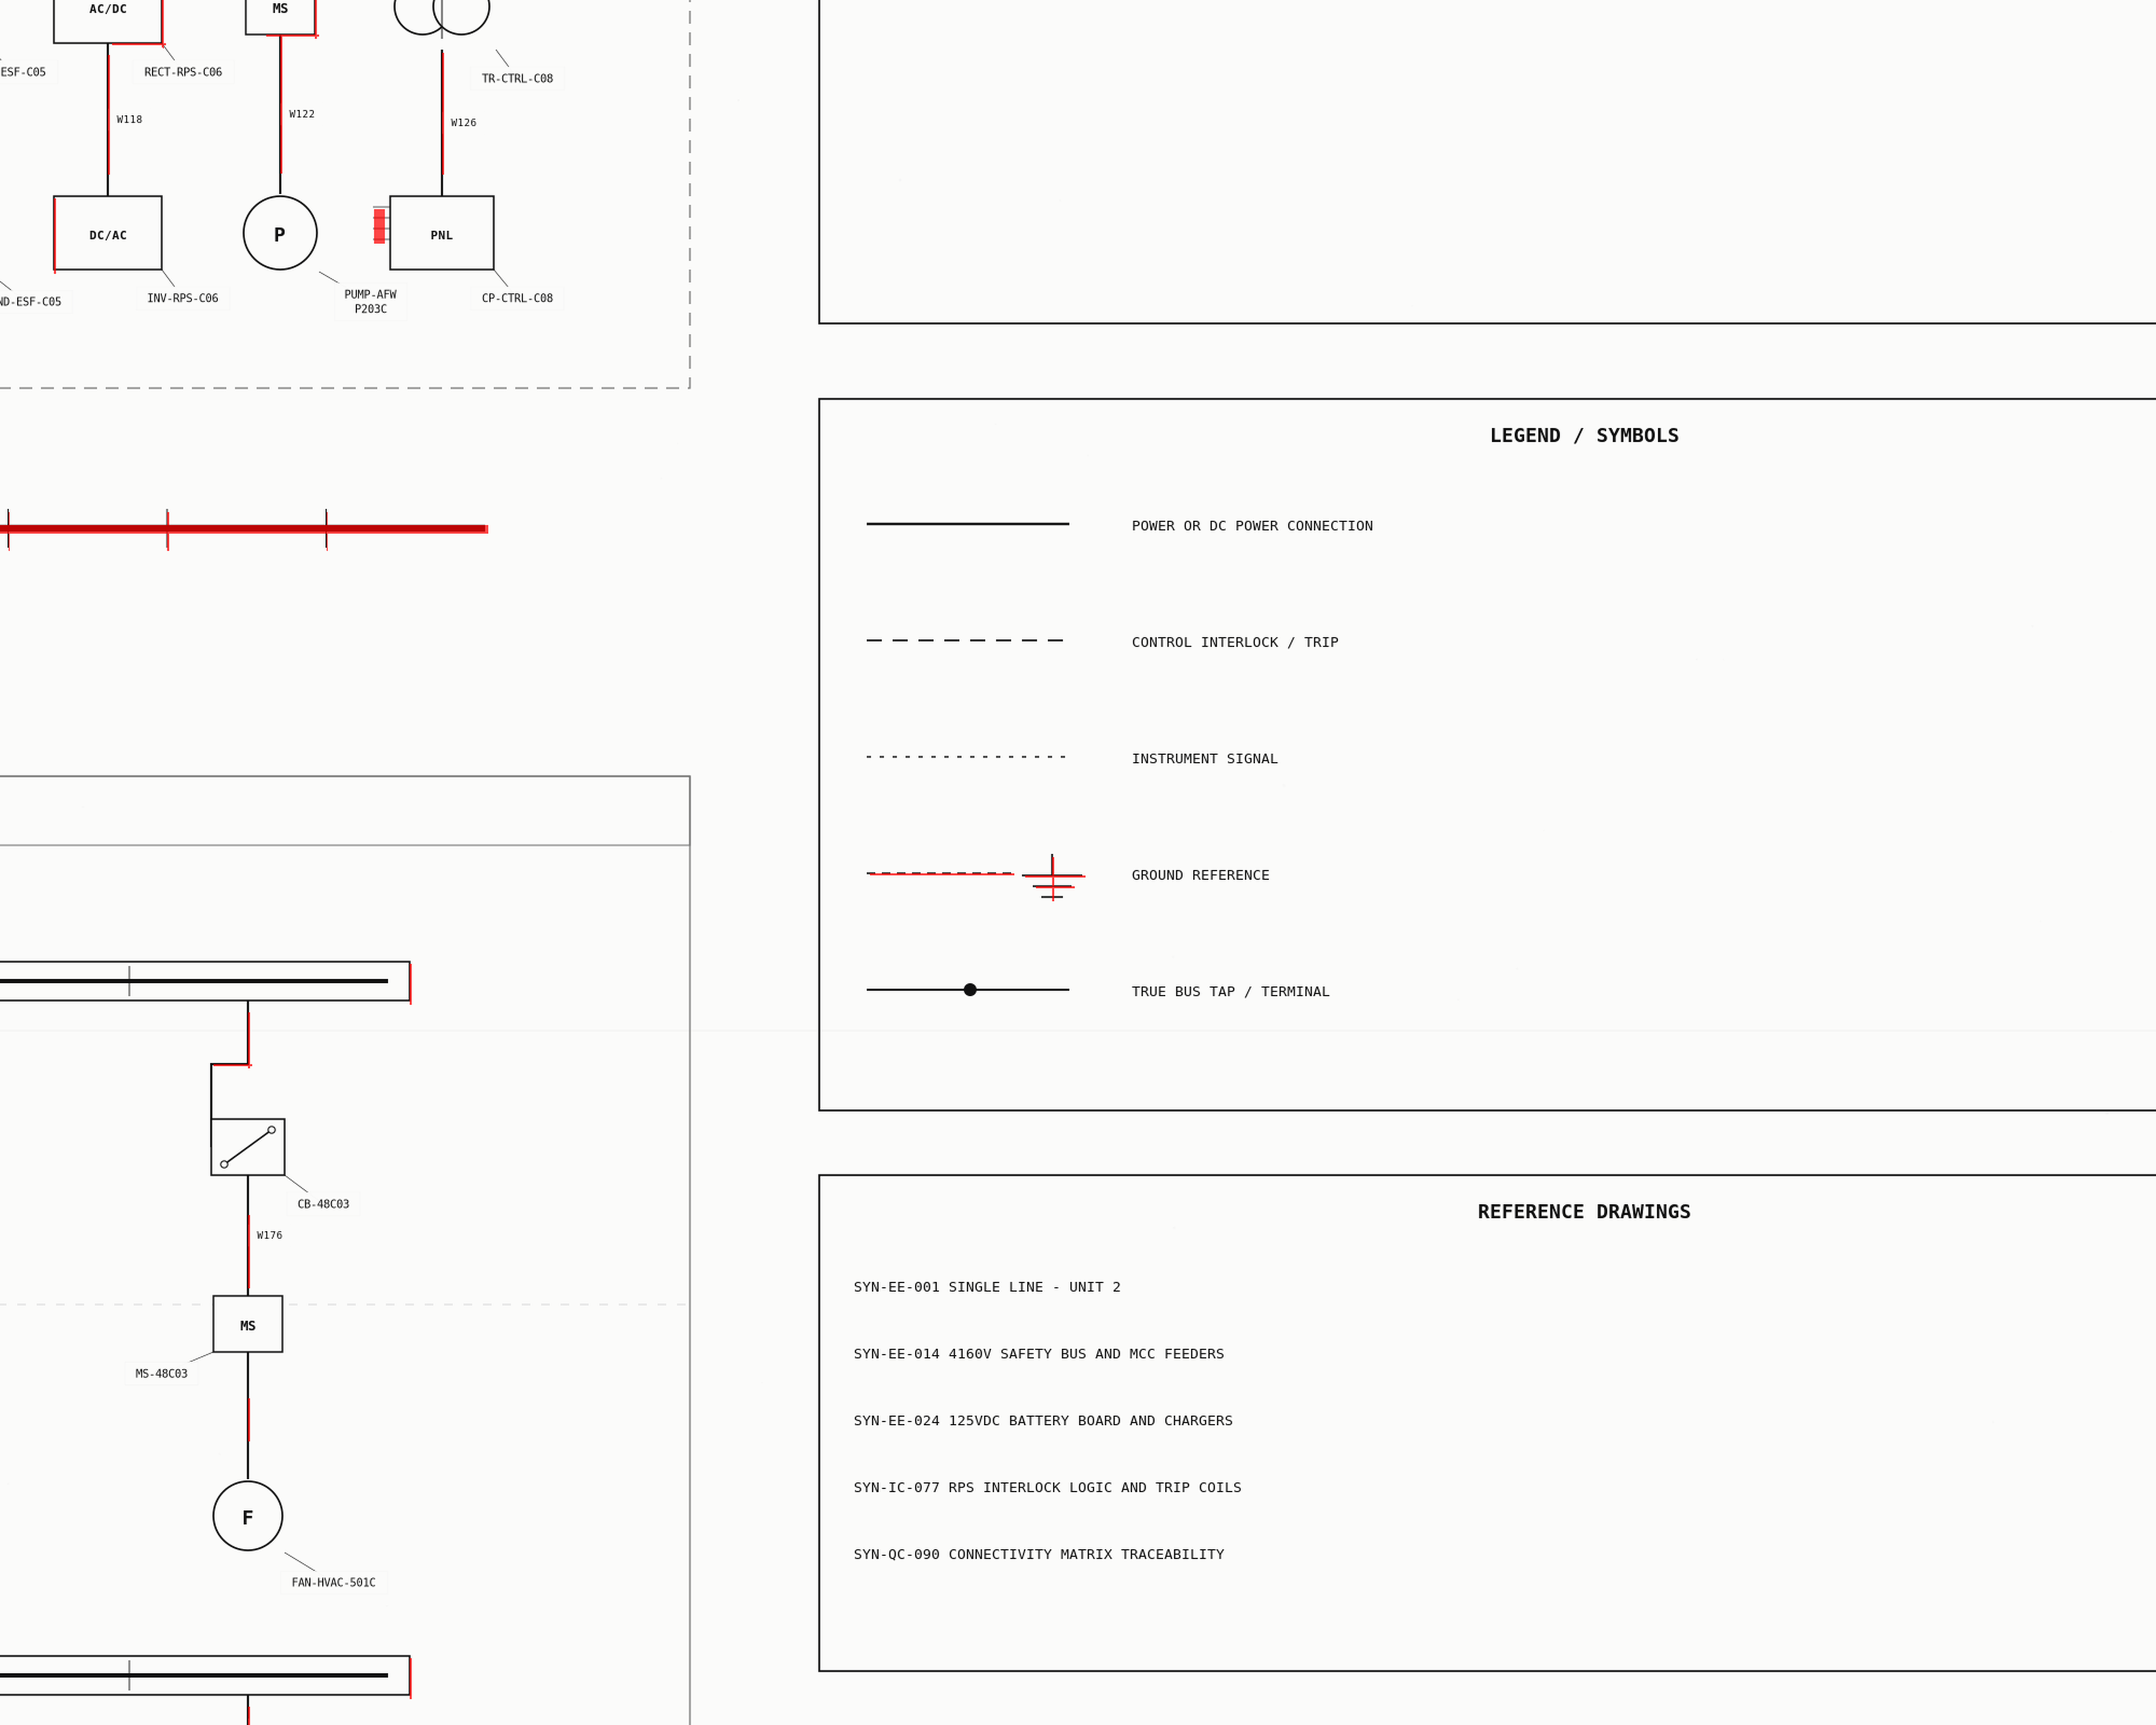 AC/DC
MS
ESF-C05
RECT-RPS-C06
TR-CTRL-C08
W118
W122
W126
DC/AC
P
PNL
ND-ESF-C05
INV-RPS-C06
PUMP-AFW
P203C
CP-CTRL-C08
CB-48C03
W176
MS
MS-48C03
F
FAN-HVAC-501C
LEGEND / SYMBOLS
POWER OR DC POWER CONNECTION
CONTROL INTERLOCK / TRIP
INSTRUMENT SIGNAL
GROUND REFERENCE
TRUE BUS TAP / TERMINAL
REFERENCE DRAWINGS
SYN-EE-001 SINGLE LINE - UNIT 2
SYN-EE-014 4160V SAFETY BUS AND MCC FEEDERS
SYN-EE-024 125VDC BATTERY BOARD AND CHARGERS
SYN-IC-077 RPS INTERLOCK LOGIC AND TRIP COILS
SYN-QC-090 CONNECTIVITY MATRIX TRACEABILITY